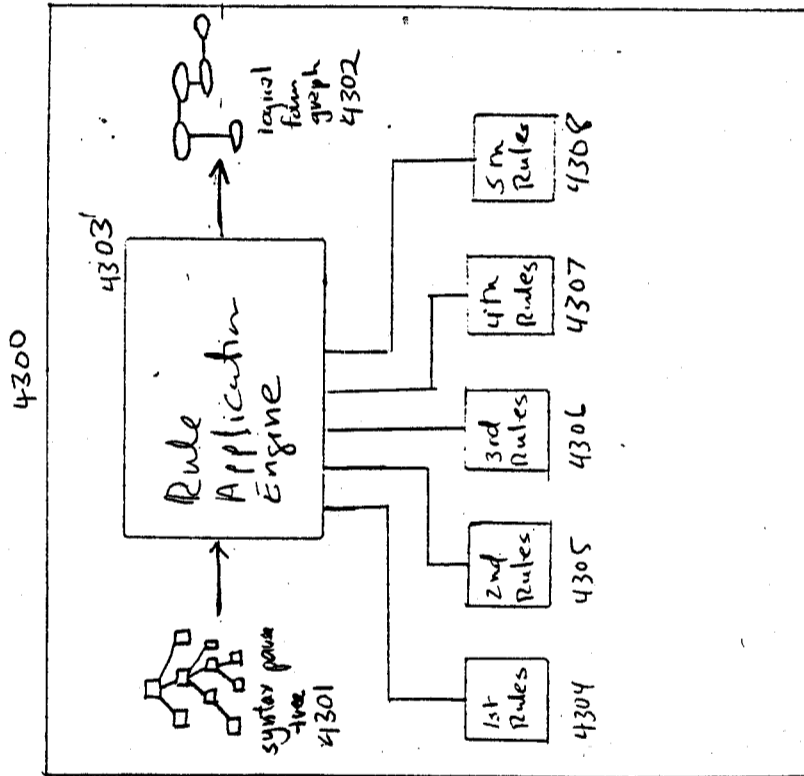 4300
syntax parse
tree
4301
Rule
Application
Engine
4303'
logical
form
graph
4302
1st
Rules
4304
2nd
Rules
4305
3rd
Rules
4306
4th
Rules
4307
5th
Rules
4308